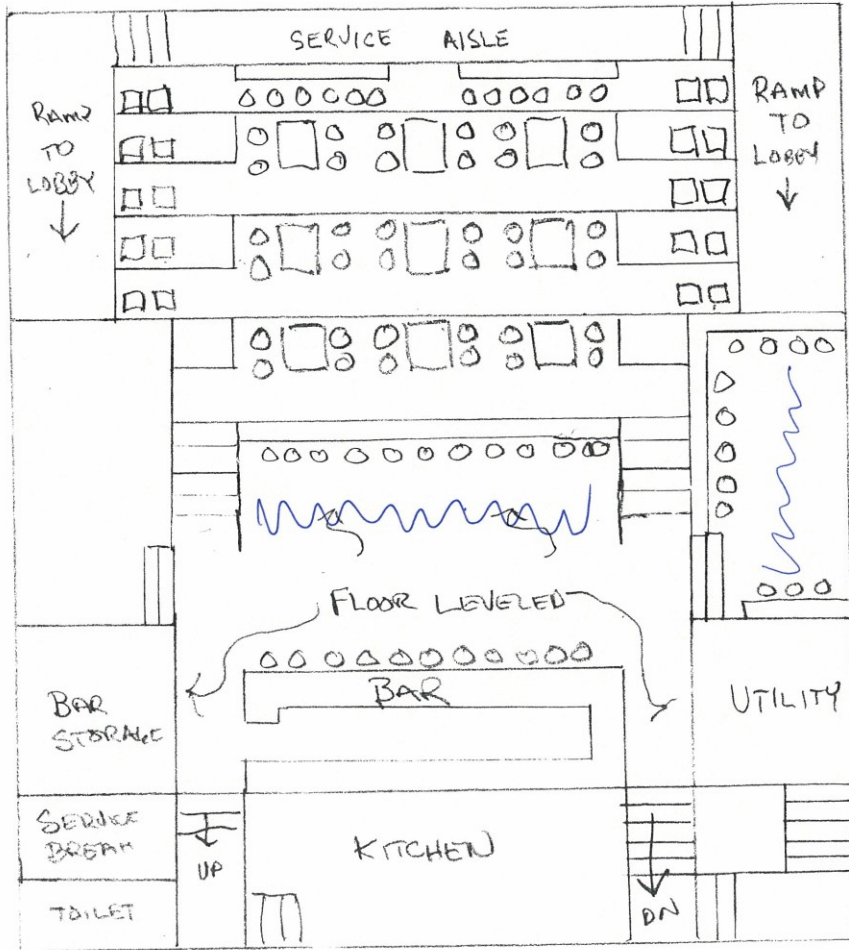 SERVICE AISLE
RAMP
TO
LOBBY
RAMP
TO
LOBBY
FLOOR LEVELED
BAR
BAR
STORAGE
UTILITY
SERVICE
BREAK
UP
KITCHEN
TOILET
DN